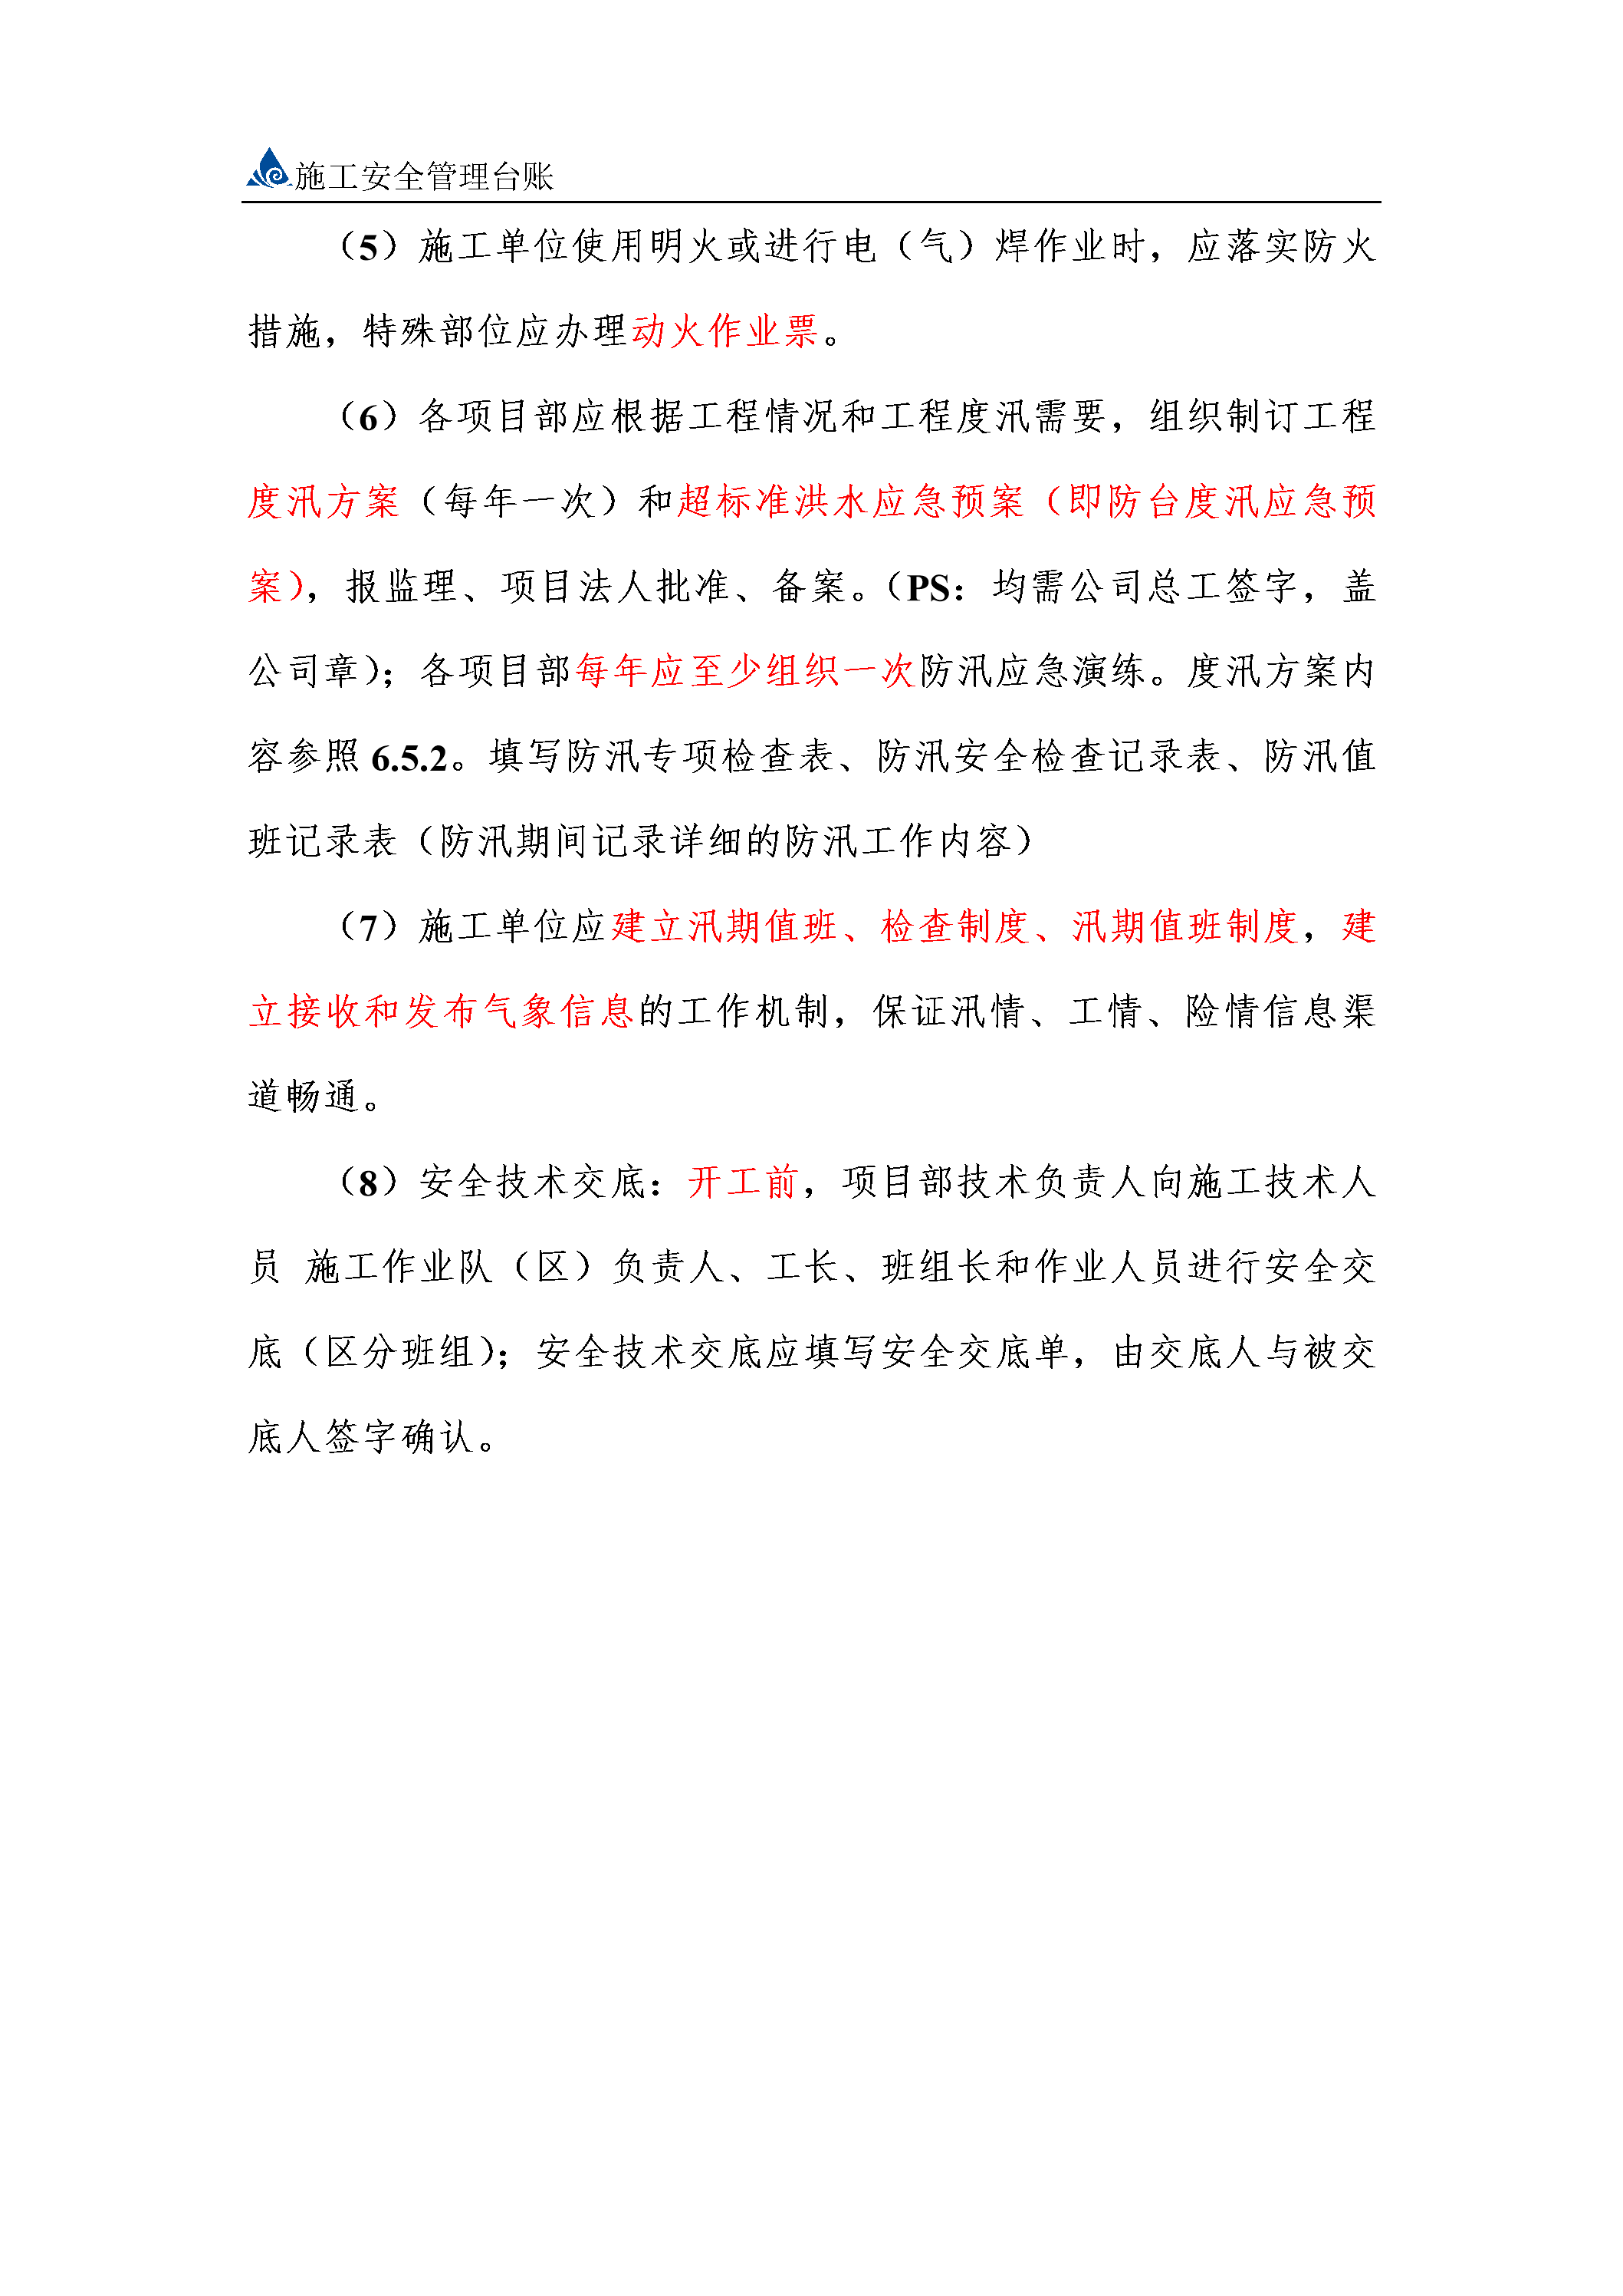 施工安全管理台账
（5）施工单位使用明火或进行电（气）焊作业时，应落实防火
措施，特殊部位应办理动火作业票。
（6）各项目部应根据工程情况和工程度汛需要，组织制订工程
度汛方案（每年一次）和超标准洪水应急预案（即防台度汛应急预
案），报监理、项目法人批准、备案。（PS：均需公司总工签字，盖
公司章）；各项目部每年应至少组织一次防汛应急演练。度汛方案内
容参照 6.5.2。填写防汛专项检查表、防汛安全检查记录表、防汛值
班记录表（防汛期间记录详细的防汛工作内容）
（7）施工单位应建立汛期值班、检查制度、汛期值班制度，建
立接收和发布气象信息的工作机制，保证汛情、工情、险情信息渠
道畅通。
（8）安全技术交底：开工前，项目部技术负责人向施工技术人
员 施工作业队（区）负责人、工长、班组长和作业人员进行安全交
底（区分班组）；安全技术交底应填写安全交底单，由交底人与被交
底人签字确认。